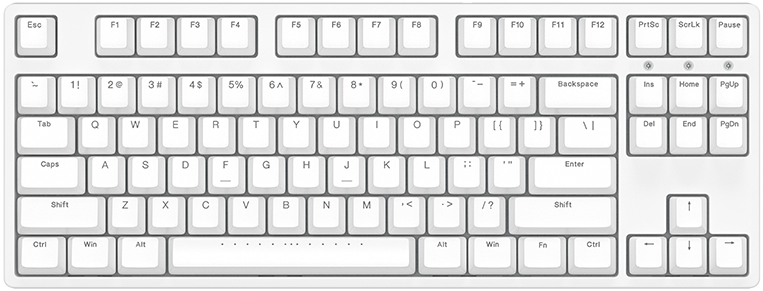 Esc F1 F2 F3 F4 F5 F6 F7 F8 F9 F10 F11 F12 PrtSc ScrLk Pause
`~ 1! 2@ 3# 4$ 5% 6^ 7& 8* 9( 0) -_ =+ Backspace Ins Home PgUp
Tab Q W E R T Y U I O P [{ ]} \| Del End PgDn
Caps A S D F G H J K L ;: '" Enter
Shift Z X C V B N M ,< .> /? Shift ↑
Ctrl Win Alt Alt Win Fn Ctrl ← ↓ →